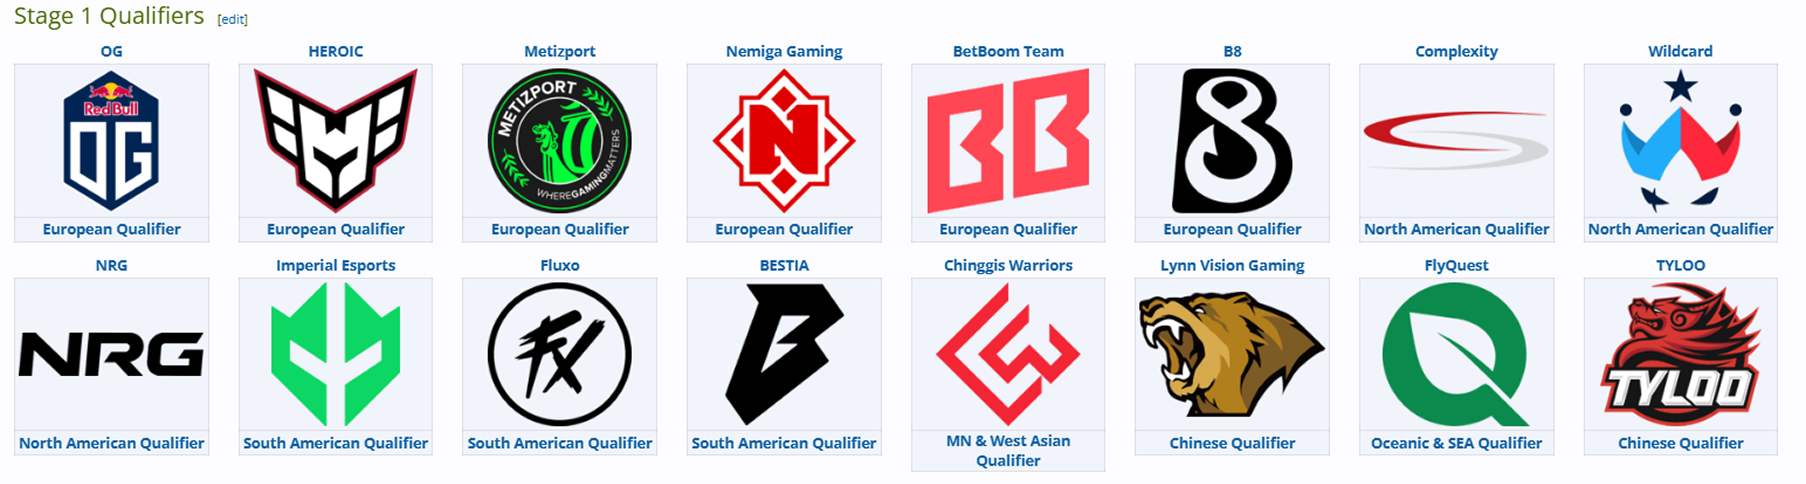 Stage 1 Qualifiers [edit]
OG HEROIC Metizport Nemiga Gaming BetBoom Team B8 Complexity Wildcard
Red Bull
OG
METIZPORT
WHEREGAMINGMATTERS
N
BB
B8
European Qualifier European Qualifier European Qualifier European Qualifier European Qualifier European Qualifier North American Qualifier North American Qualifier
NRG Imperial Esports Fluxo BESTIA Chinggis Warriors Lynn Vision Gaming FlyQuest TYLOO
NRG
FX
B
TYLOO
North American Qualifier South American Qualifier South American Qualifier South American Qualifier MN & West Asian Qualifier Chinese Qualifier Oceanic & SEA Qualifier Chinese Qualifier